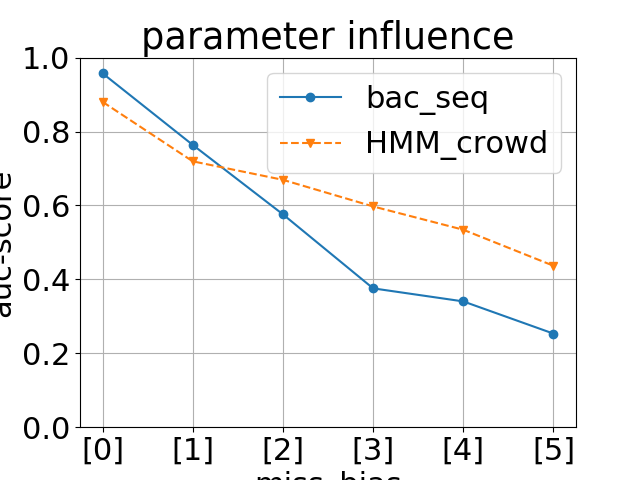 parameter influence
1.0
0.8
0.6
0.4
0.2
0.0
auc-score
bac_seq
HMM_crowd
[0] [1] [2] [3] [4] [5]
miss_bias